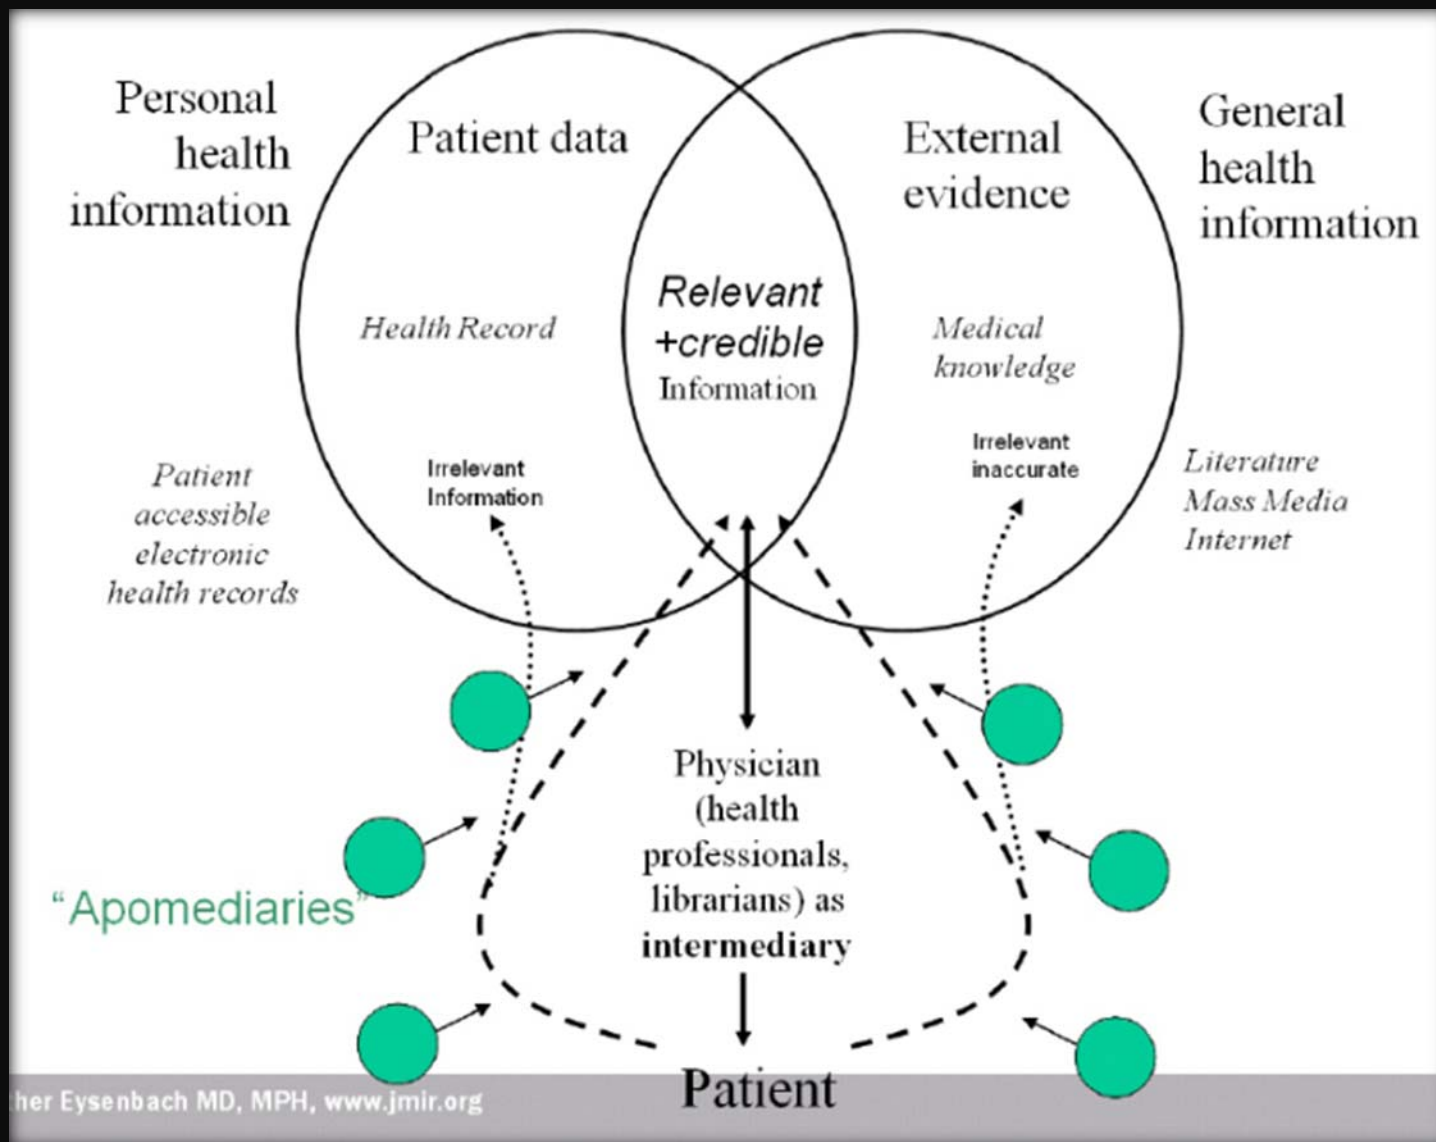 Personal
health
information
Patient data
External
evidence
General
health
information
Relevant
+credible
Information
Health Record
Medical
knowledge
Irrelevant
Information
Irrelevant
inaccurate
Patient
accessible
electronic
health records
Literature
Mass Media
Internet
Physician
(health
professionals,
librarians) as
intermediary
“Apomediaries”
Patient
her Eysenbach MD, MPH, www.jmir.org